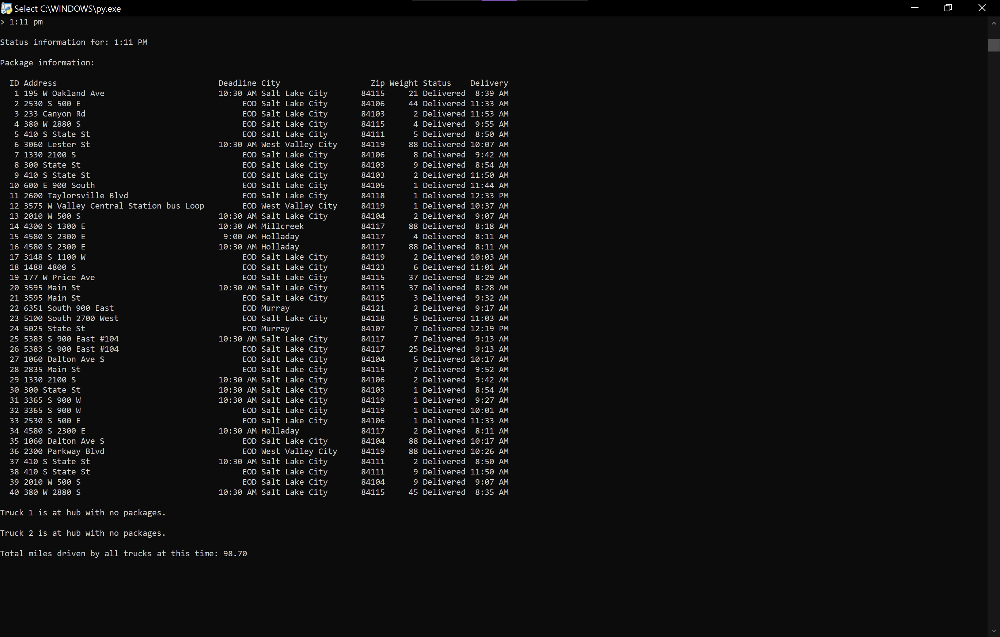 Select C:\WINDOWS\py.exe
> 1:11 pm
Status information for: 1:11 PM
Package information:
ID Address Deadline City Zip Weight Status Delivery
1 195 W Oakland Ave 10:30 AM Salt Lake City 84115 21 Delivered 8:39 AM
2 2530 S 500 E EOD Salt Lake City 84106 44 Delivered 11:33 AM
3 233 Canyon Rd EOD Salt Lake City 84103 2 Delivered 11:53 AM
4 380 W 2880 S EOD Salt Lake City 84115 4 Delivered 9:55 AM
5 410 S State St EOD Salt Lake City 84111 5 Delivered 8:50 AM
6 3060 Lester St 10:30 AM West Valley City 84119 88 Delivered 10:07 AM
7 1330 2100 S EOD Salt Lake City 84106 8 Delivered 9:42 AM
8 300 State St EOD Salt Lake City 84103 9 Delivered 8:54 AM
9 410 S State St EOD Salt Lake City 84103 2 Delivered 11:50 AM
10 600 E 900 South EOD Salt Lake City 84105 1 Delivered 11:44 AM
11 2600 Taylorsville Blvd EOD Salt Lake City 84118 1 Delivered 12:33 PM
12 3575 W Valley Central Station bus Loop EOD West Valley City 84119 1 Delivered 10:37 AM
13 2010 W 500 S 10:30 AM Salt Lake City 84104 2 Delivered 9:07 AM
14 4300 S 1300 E 10:30 AM Millcreek 84117 88 Delivered 8:18 AM
15 4580 S 2300 E 9:00 AM Holladay 84117 4 Delivered 8:11 AM
16 4580 S 2300 E 10:30 AM Holladay 84117 88 Delivered 8:11 AM
17 3148 S 1100 W EOD Salt Lake City 84119 2 Delivered 10:03 AM
18 1488 4800 S EOD Salt Lake City 84123 6 Delivered 11:01 AM
19 177 W Price Ave EOD Salt Lake City 84115 37 Delivered 8:29 AM
20 3595 Main St 10:30 AM Salt Lake City 84115 37 Delivered 8:28 AM
21 3595 Main St EOD Salt Lake City 84115 3 Delivered 9:32 AM
22 6351 South 900 East EOD Murray 84121 2 Delivered 9:17 AM
23 5100 South 2700 West EOD Salt Lake City 84118 5 Delivered 11:03 AM
24 5025 State St EOD Murray 84107 7 Delivered 12:19 PM
25 5383 S 900 East #104 10:30 AM Salt Lake City 84117 7 Delivered 9:13 AM
26 5383 S 900 East #104 EOD Salt Lake City 84117 25 Delivered 9:13 AM
27 1060 Dalton Ave S EOD Salt Lake City 84104 5 Delivered 10:17 AM
28 2835 Main St EOD Salt Lake City 84115 7 Delivered 9:52 AM
29 1330 2100 S 10:30 AM Salt Lake City 84106 2 Delivered 9:42 AM
30 300 State St 10:30 AM Salt Lake City 84103 1 Delivered 8:54 AM
31 3365 S 900 W 10:30 AM Salt Lake City 84119 1 Delivered 9:27 AM
32 3365 S 900 W EOD Salt Lake City 84119 1 Delivered 10:01 AM
33 2530 S 500 E EOD Salt Lake City 84106 1 Delivered 11:33 AM
34 4580 S 2300 E 10:30 AM Holladay 84117 2 Delivered 8:11 AM
35 1060 Dalton Ave S EOD Salt Lake City 84104 88 Delivered 10:17 AM
36 2300 Parkway Blvd EOD West Valley City 84119 88 Delivered 10:26 AM
37 410 S State St 10:30 AM Salt Lake City 84111 2 Delivered 8:50 AM
38 410 S State St EOD Salt Lake City 84111 9 Delivered 11:50 AM
39 2010 W 500 S EOD Salt Lake City 84104 9 Delivered 9:07 AM
40 380 W 2880 S 10:30 AM Salt Lake City 84115 45 Delivered 8:35 AM
Truck 1 is at hub with no packages.
Truck 2 is at hub with no packages.
Total miles driven by all trucks at this time: 98.70